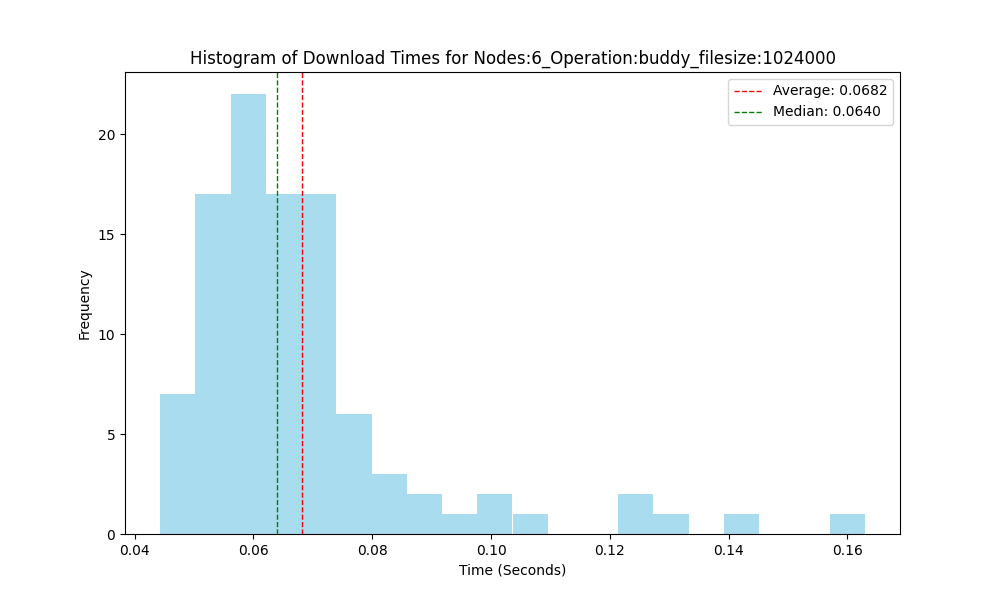 Histogram of Download Times for Nodes:6_Operation:buddy_filesize:1024000
Average: 0.0682
Median: 0.0640
Frequency
20
15
10
5
0
0.04 0.06 0.08 0.10 0.12 0.14 0.16
Time (Seconds)